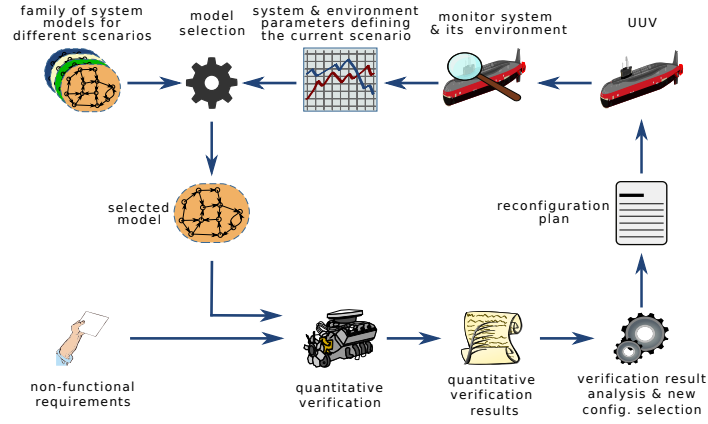 family of system
models for
different scenarios
model
selection
system & environment
parameters defining
the current scenario
monitor system
& its environment
UUV
selected
model
reconfiguration
plan
non-functional
requirements
quantitative
verification
quantitative
verification
results
verification result
analysis & new
config. selection